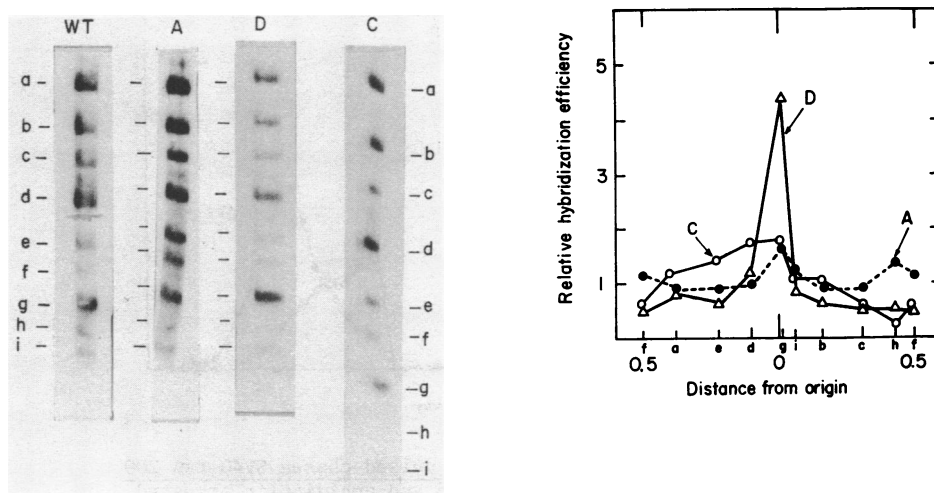 WT A D C
a
b
c
d
e
f
g
h
i
a
b
c
d
e
f
g
h
i
Relative hybridization efficiency
5
3
1
D
C
A
f a e d g i b c h f
0.5 0 0.5
Distance from origin